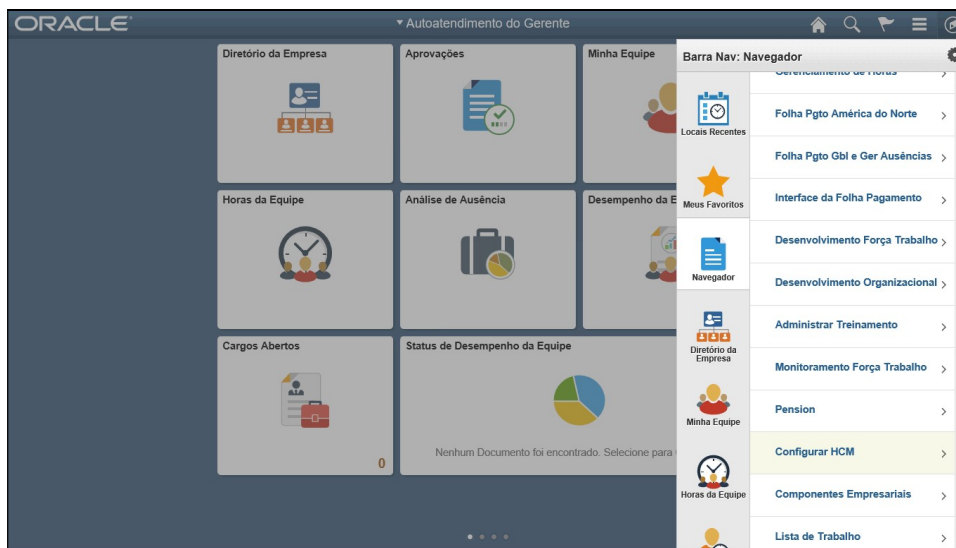 ORACLE
Autoatendimento do Gerente
Diretório da Empresa
Aprovações
Minha Equipe
Horas da Equipe
Análise de Ausência
Desempenho da E
Cargos Abertos
0
Status de Desempenho da Equipe
Nenhum Documento foi encontrado. Selecione para
Barra Nav: Navegador
Locais Recentes
Meus Favoritos
Navegador
Diretório da
Empresa
Minha Equipe
Horas da Equipe
Gerenciamento de Horas
Folha Pgto América do Norte
Folha Pgto Gbl e Ger Ausências
Interface da Folha Pagamento
Desenvolvimento Força Trabalho
Desenvolvimento Organizacional
Administrar Treinamento
Monitoramento Força Trabalho
Pension
Configurar HCM
Componentes Empresariais
Lista de Trabalho